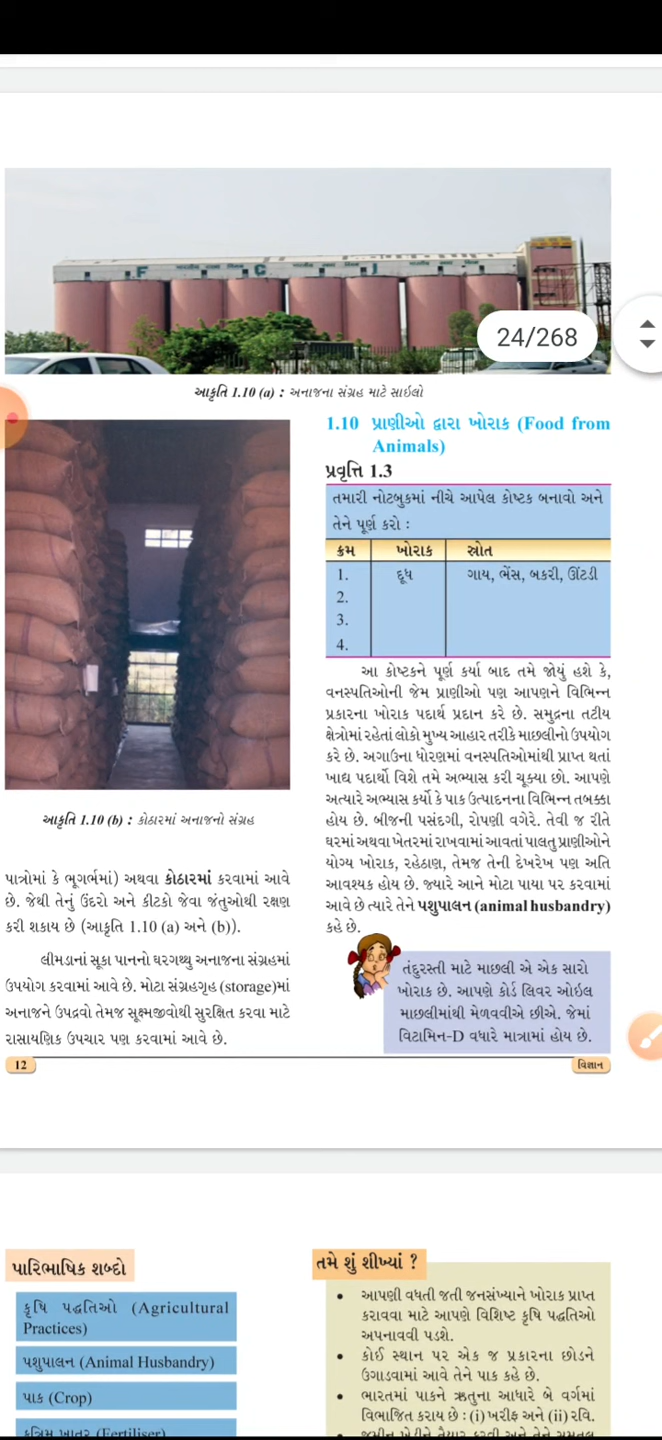 F C I
24/268
આકૃતિ 1.10 (a) : અનાજના સંગ્રહ માટે સાઇલો
આકૃતિ 1.10 (b) : કોઠારમાં અનાજનો સંગ્રહ
પાત્રોમાં કે ભૂગર્ભમાં) અથવા કોઠારમાં કરવામાં આવે
છે. જેથી તેનું ઉંદરો અને કીટકો જેવા જંતુઓથી રક્ષણ
કરી શકાય છે (આકૃતિ 1.10 (a) અને (b)).
લીમડાનાં સૂકા પાનનો ઘરગથ્થુ અનાજના સંગ્રહમાં
ઉપયોગ કરવામાં આવે છે. મોટા સંગ્રહગૃહ (storage)માં
અનાજને ઉપદ્રવો તેમજ સૂક્ષ્મજીવોથી સુરક્ષિત કરવા માટે
રાસાયણિક ઉપચાર પણ કરવામાં આવે છે.
1.10 પ્રાણીઓ દ્વારા ખોરાક (Food from
Animals)
પ્રવૃત્તિ 1.3
તમારી નોટબુકમાં નીચે આપેલ કોષ્ટક બનાવો અને
તેને પૂર્ણ કરો :
ક્રમ ખોરાક સ્રોત
1. દૂધ ગાય, ભેંસ, બકરી, ઊંટડી
2.
3.
4.
આ કોષ્ટકને પૂર્ણ કર્યા બાદ તમે જોયું હશે કે,
વનસ્પતિઓની જેમ પ્રાણીઓ પણ આપણને વિભિન્ન
પ્રકારના ખોરાક પદાર્થ પ્રદાન કરે છે. સમુદ્રના તટીય
ક્ષેત્રોમાં રહેતાં લોકો મુખ્ય આહાર તરીકે માછલીનો ઉપયોગ
કરે છે. અગાઉના ધોરણમાં વનસ્પતિઓમાંથી પ્રાપ્ત થતાં
ખાદ્ય પદાર્થો વિશે તમે અભ્યાસ કરી ચૂક્યા છો. આપણે
અત્યારે અભ્યાસ કર્યો કે પાક ઉત્પાદનના વિભિન્ન તબક્કા
હોય છે. બીજની પસંદગી, રોપણી વગેરે. તેવી જ રીતે
ઘરમાં અથવા ખેતરમાં રાખવામાં આવતાં પાલતુ પ્રાણીઓને
યોગ્ય ખોરાક, રહેઠાણ, તેમજ તેની દેખરેખ પણ અતિ
આવશ્યક હોય છે. જ્યારે આને મોટા પાયા પર કરવામાં
આવે છે ત્યારે તેને પશુપાલન (animal husbandry)
કહે છે.
તંદુરસ્તી માટે માછલી એ એક સારો
ખોરાક છે. આપણે કોર્ડ લિવર ઓઇલ
માછલીમાંથી મેળવવીએ છીએ. જેમાં
વિટામિન-D વધારે માત્રામાં હોય છે.
12
વિજ્ઞાન
પારિભાષિક શબ્દો
કૃષિ પદ્ધતિઓ (Agricultural
Practices)
પશુપાલન (Animal Husbandry)
પાક (Crop)
કૃત્રિમ ખાતર (Fertiliser)
તમે શું શીખ્યાં ?
• આપણી વધતી જતી જનસંખ્યાને ખોરાક પ્રાપ્ત
કરાવવા માટે આપણે વિશિષ્ટ કૃષિ પદ્ધતિઓ
અપનાવવી પડશે.
• કોઈ સ્થાન પર એક જ પ્રકારના છોડને
ઉગાડવામાં આવે તેને પાક કહે છે.
• ભારતમાં પાકને ઋતુના આધારે બે વર્ગમાં
વિભાજિત કરાય છે : (i) ખરીફ અને (ii) રવિ.